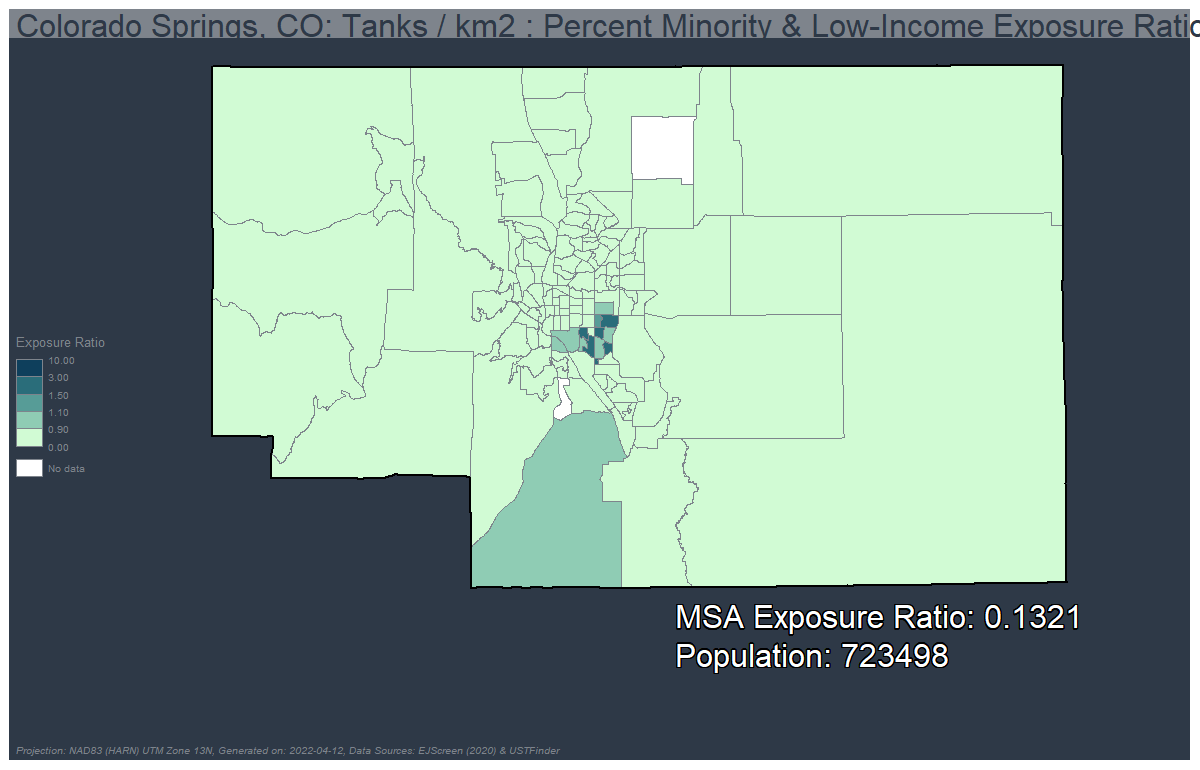 Colorado Springs, CO: Tanks / km2 : Percent Minority & Low-Income Exposure Ratio
Exposure Ratio
10.00
3.00
1.50
1.10
0.90
0.00
No data
MSA Exposure Ratio: 0.1321
Population: 723498
Projection: NAD83 (HARN) UTM Zone 13N, Generated on: 2022-04-12, Data Sources: EJScreen (2020) & USTFinder